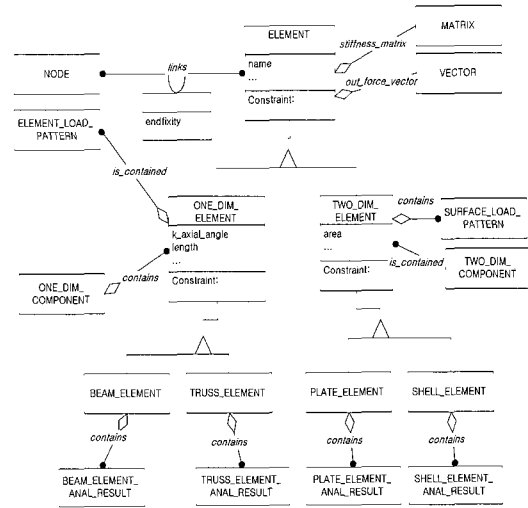 ELEMENT
MATRIX
stiffness_matrix
name
...
NODE
links
out_force_vector
VECTOR
Constraint:
ELEMENT_LOAD_
PATTERN
endfixity
is_contained
ONE_DIM_
ELEMENT
k_axial_angle
length
...
Constraint:
contains
ONE_DIM_
COMPONENT
TWO_DIM_
ELEMENT
area
...
Constraint:
contains
SURFACE_LOAD_
PATTERN
is_contained
TWO_DIM_
COMPONENT
BEAM_ELEMENT
TRUSS_ELEMENT
PLATE_ELEMENT
SHELL_ELEMENT
contains
contains
contains
contains
BEAM_ELEMENT_
ANAL_RESULT
TRUSS_ELEMENT_
ANAL_RESULT
PLATE_ELEMENT_
ANAL_RESULT
SHELL_ELEMENT_
ANAL_RESULT